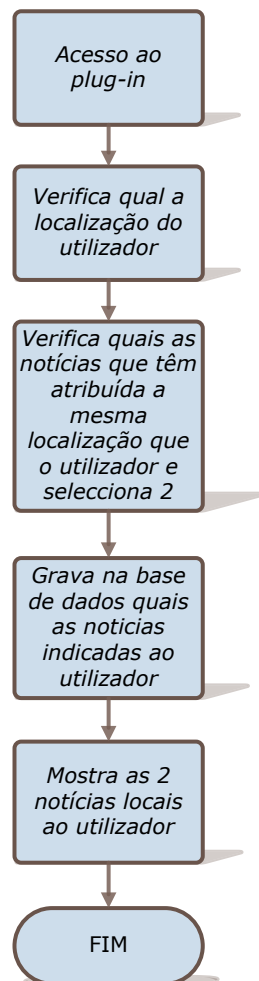 Acesso ao
plug-in
Verifica qual a
localização do
utilizador
Verifica quais as
notícias que têm
atribuída a
mesma
localização que
o utilizador e
selecciona 2
Grava na base
de dados quais
as noticias
indicadas ao
utilizador
Mostra as 2
notícias locais
ao utilizador
FIM